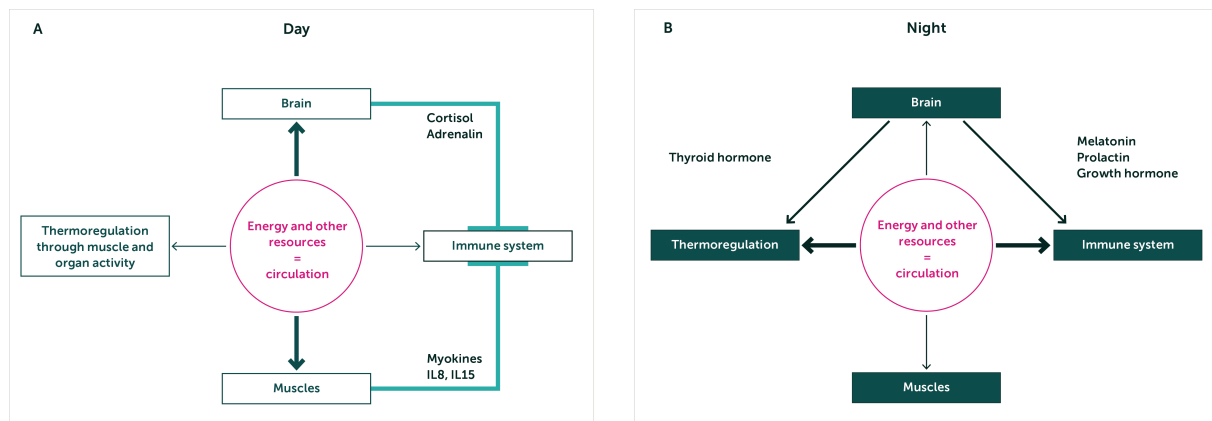 A
Day
Brain
Cortisol
Adrenalin
Thermoregulation
through muscle and
organ activity
Energy and other
resources
=
circulation
Immune system
Myokines
IL8, IL15
Muscles
B
Night
Brain
Thyroid hormone
Melatonin
Prolactin
Growth hormone
Thermoregulation
Energy and other
resources
=
circulation
Immune system
Muscles